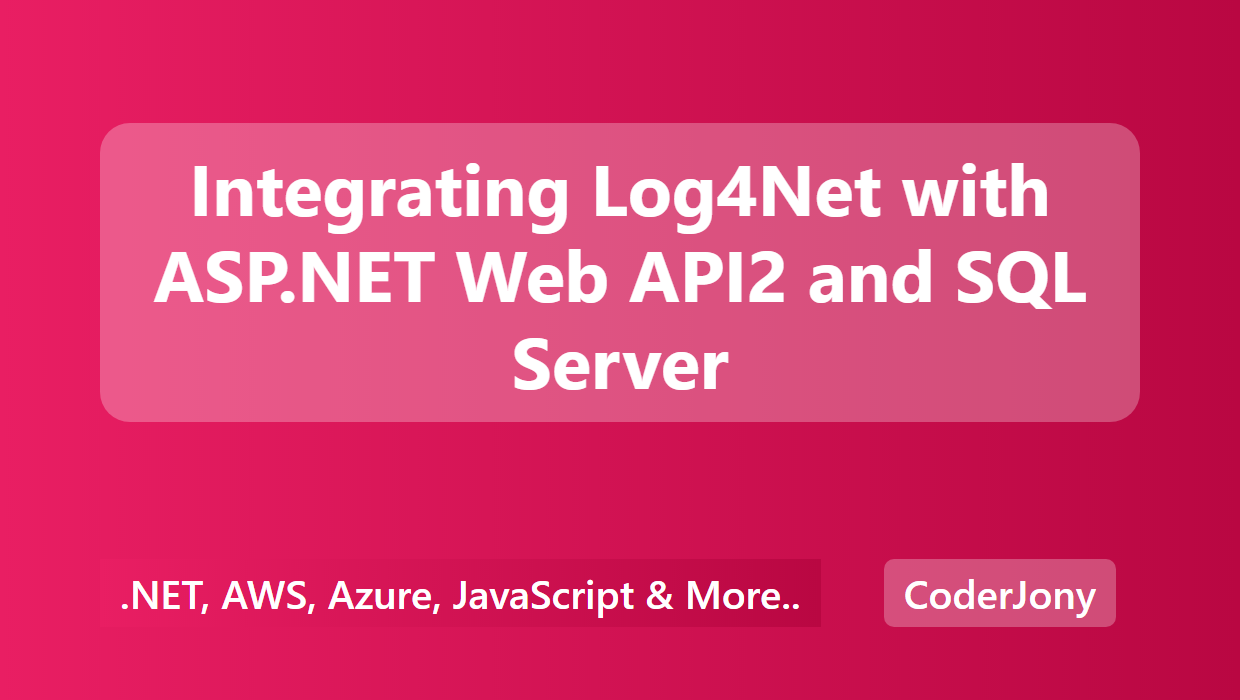 Integrating Log4Net with
ASP.NET Web API2 and SQL
Server
.NET, AWS, Azure, JavaScript & More..
CoderJony